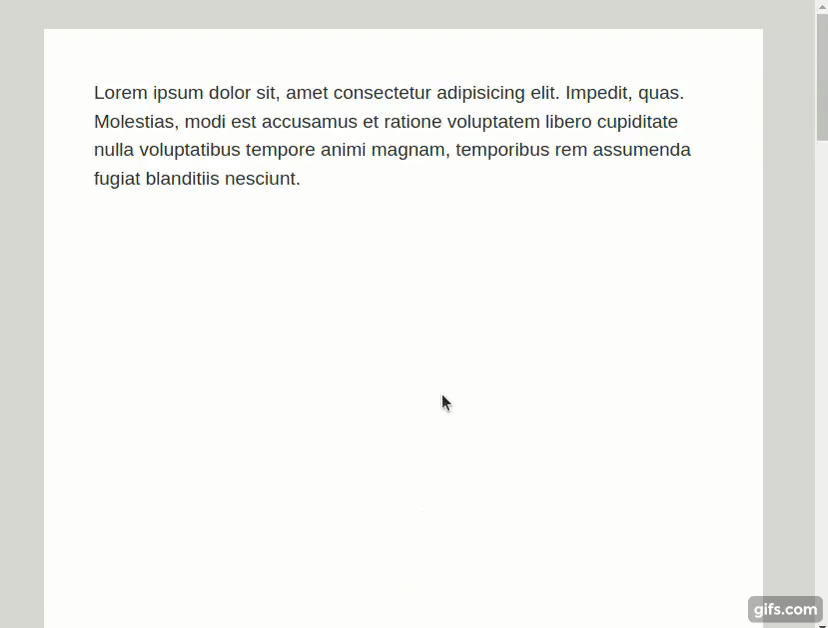 Lorem ipsum dolor sit, amet consectetur adipisicing elit. Impedit, quas.
Molestias, modi est accusamus et ratione voluptatem libero cupiditate
nulla voluptatibus tempore animi magnam, temporibus rem assumenda
fugiat blanditiis nesciunt.
gifs.com